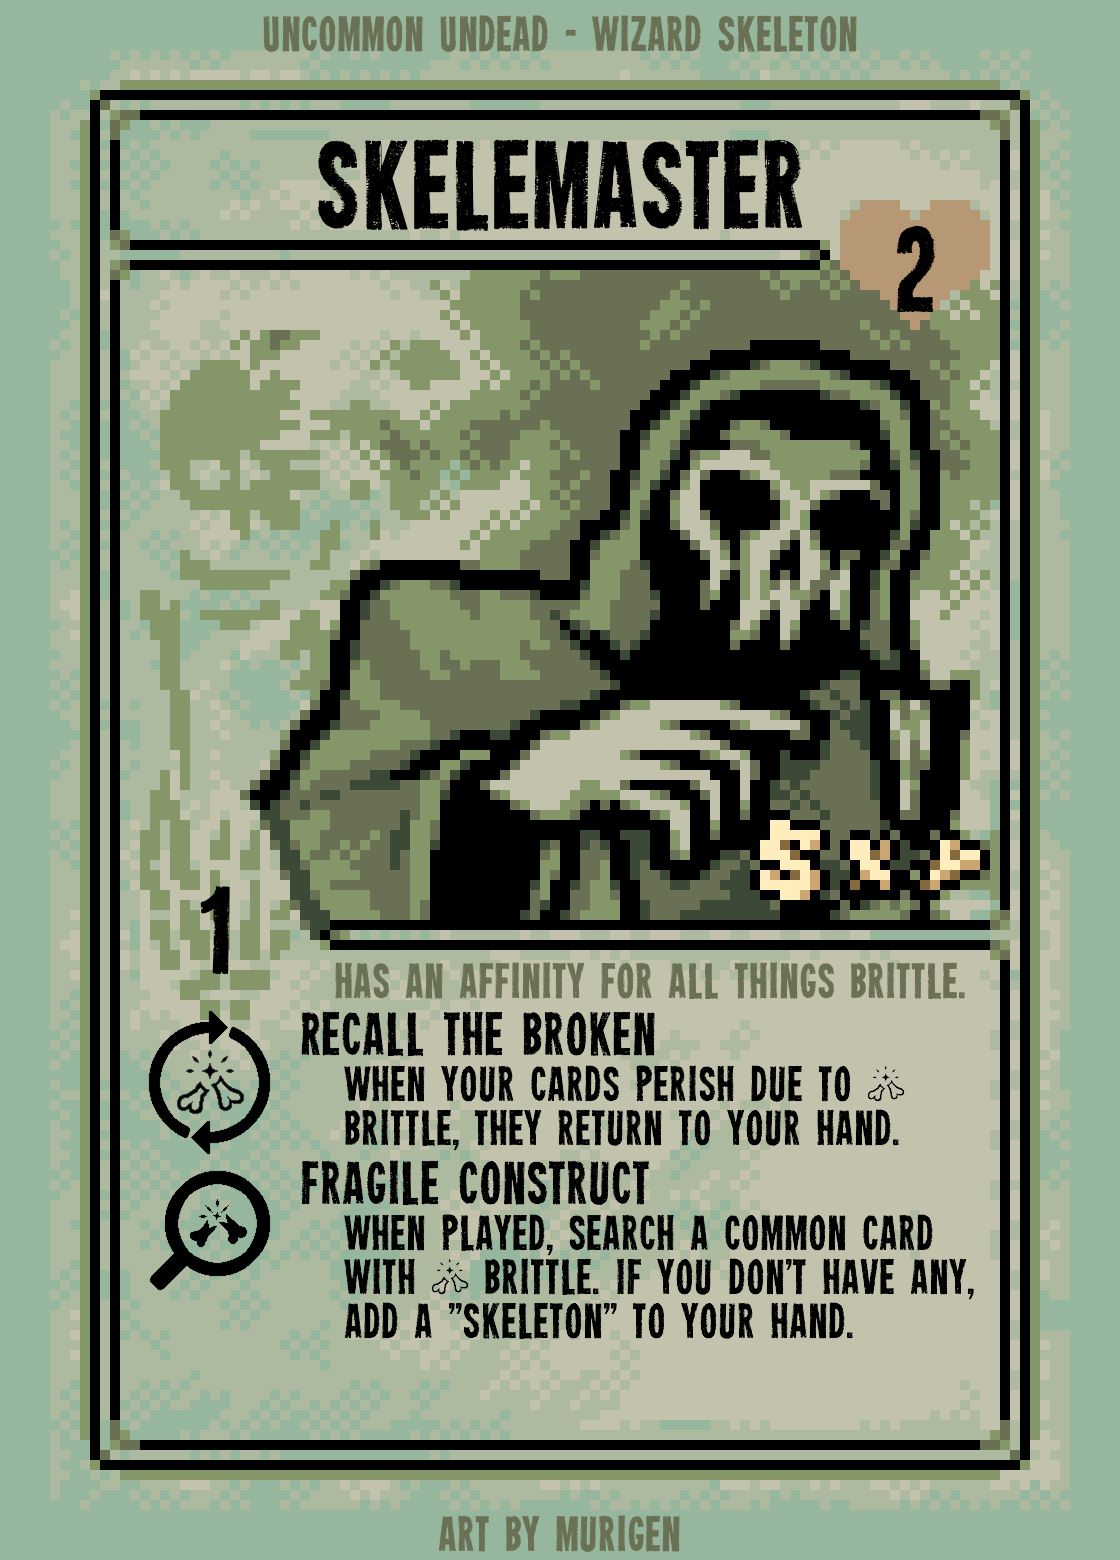 UNCOMMON UNDEAD - WIZARD SKELETON
SKELEMASTER
2
S x y
1
HAS AN AFFINITY FOR ALL THINGS BRITTLE.
RECALL THE BROKEN
WHEN YOUR CARDS PERISH DUE TO
BRITTLE, THEY RETURN TO YOUR HAND.
FRAGILE CONSTRUCT
WHEN PLAYED, SEARCH A COMMON CARD
WITH BRITTLE. IF YOU DON'T HAVE ANY,
ADD A "SKELETON" TO YOUR HAND.
ART BY MURIGEN